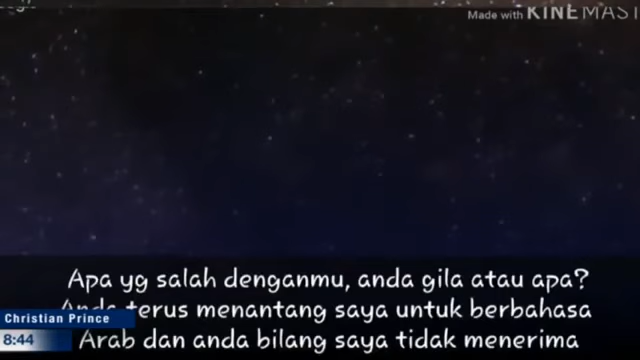 Made with KINEMAST
Apa yg salah denganmu, anda gila atau apa?
Anda terus menantang saya untuk berbahasa
Christian Prince
8:44
Arab dan anda bilang saya tidak menerima